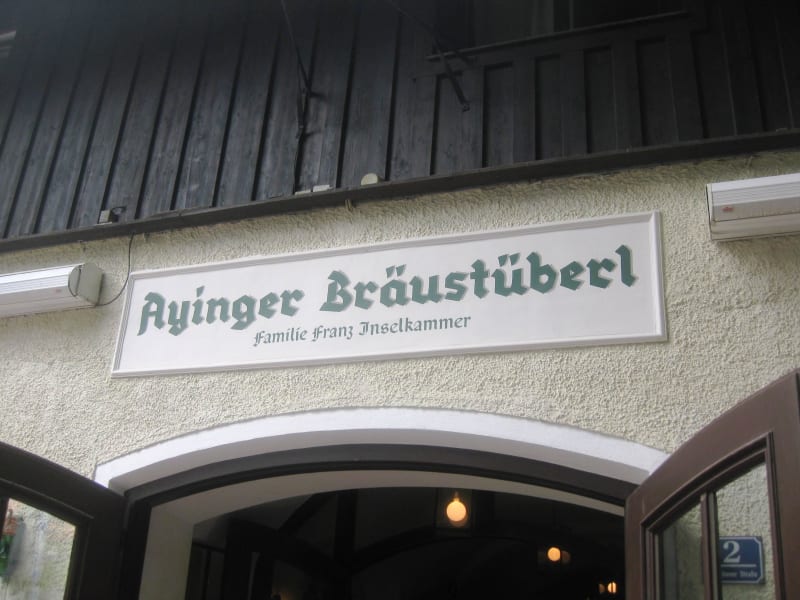 Ayinger Bräustüberl
Familie Franz Inselkammer
2